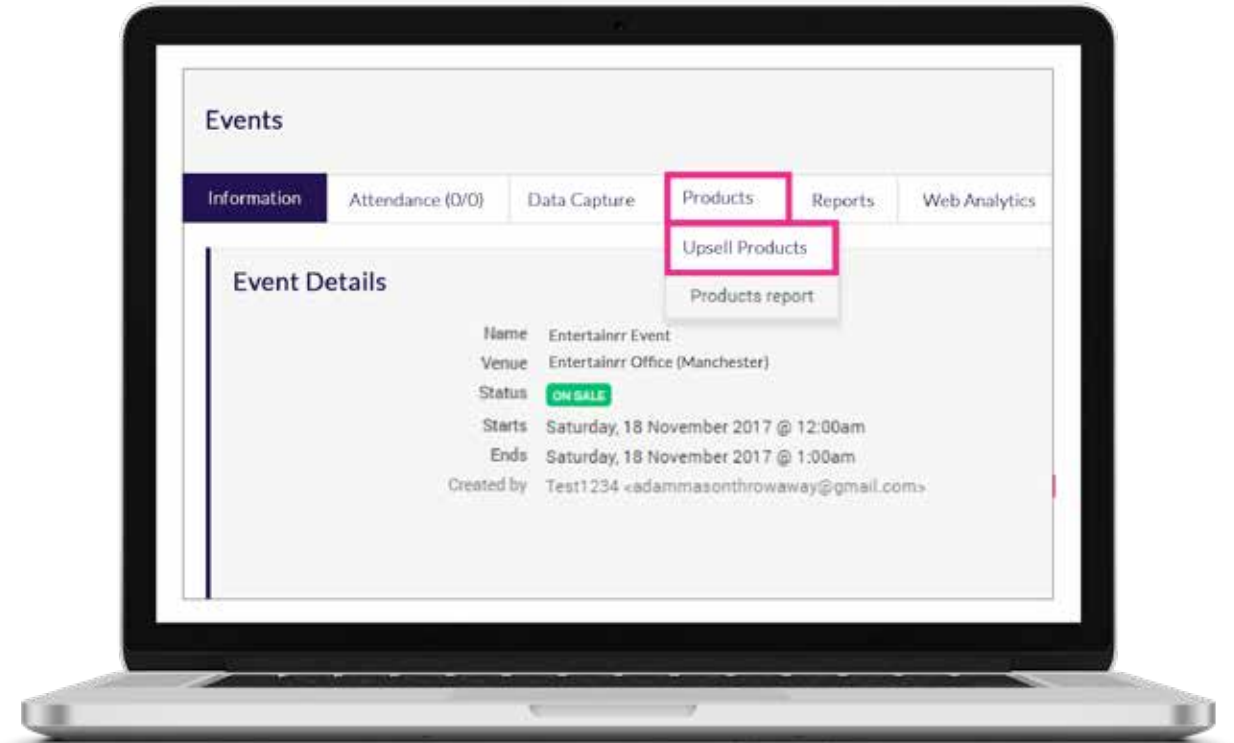 Events
Information Attendance (0/0) Data Capture Products Reports Web Analytics
Upsell Products
Products report
Event Details
Name Entertainrr Event
Venue Entertainrr Office (Manchester)
Status ON SALE
Starts Saturday, 18 November 2017 @ 12:00am
Ends Saturday, 18 November 2017 @ 1:00am
Created by Test1234 <adammasonthrowaway@gmail.com>